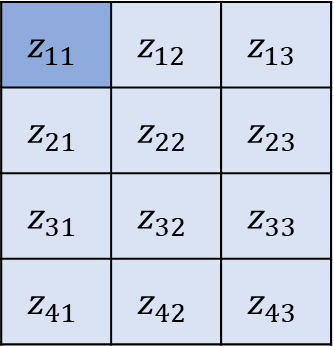 z₁₁ z₁₂ z₁₃
z₂₁ z₂₂ z₂₃
z₃₁ z₃₂ z₃₃
z₄₁ z₄₂ z₄₃